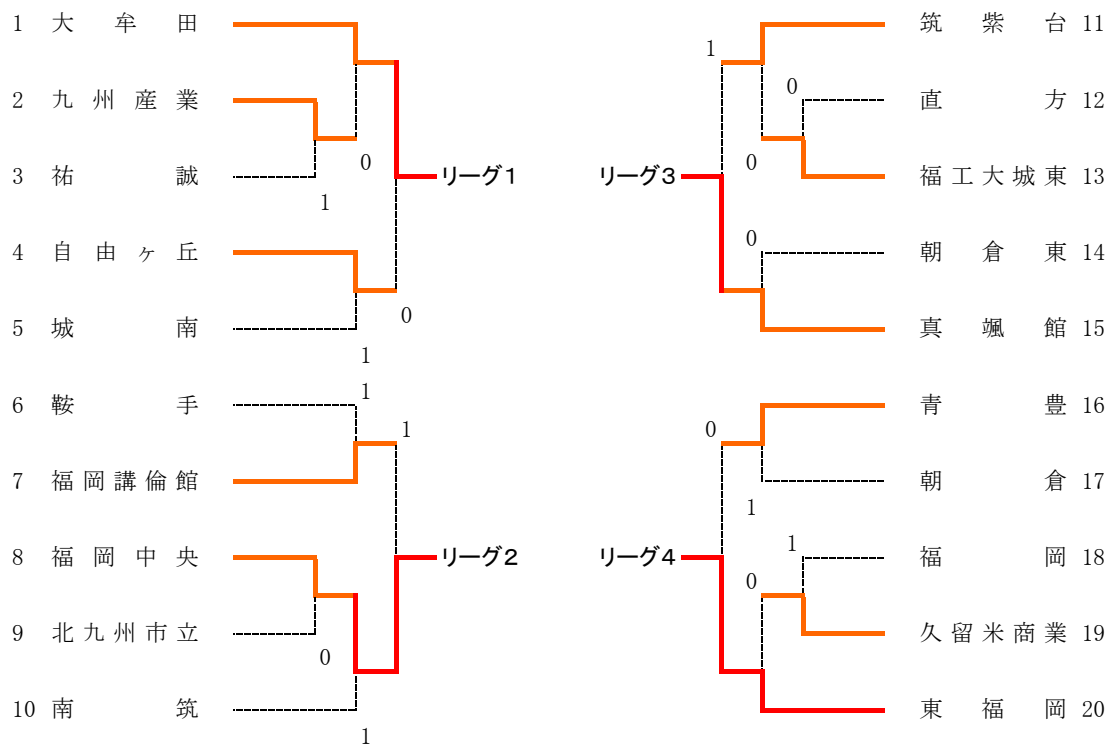 1 大牟田
2 九州産業
0
3 祐誠
1
リーグ1
4 自由ヶ丘
0
5 城南
1
1
6 鞍手
1
7 福岡講倫館
8 福岡中央
リーグ2
9 北九州市立
0
10 南筑
1
筑紫台 11
1
0
直方 12
0
リーグ3
福工大城東 13
0
朝倉東 14
真颯館 15
青豊 16
0
朝倉 17
1
1
リーグ4
福岡 18
0
久留米商業 19
東福岡 20